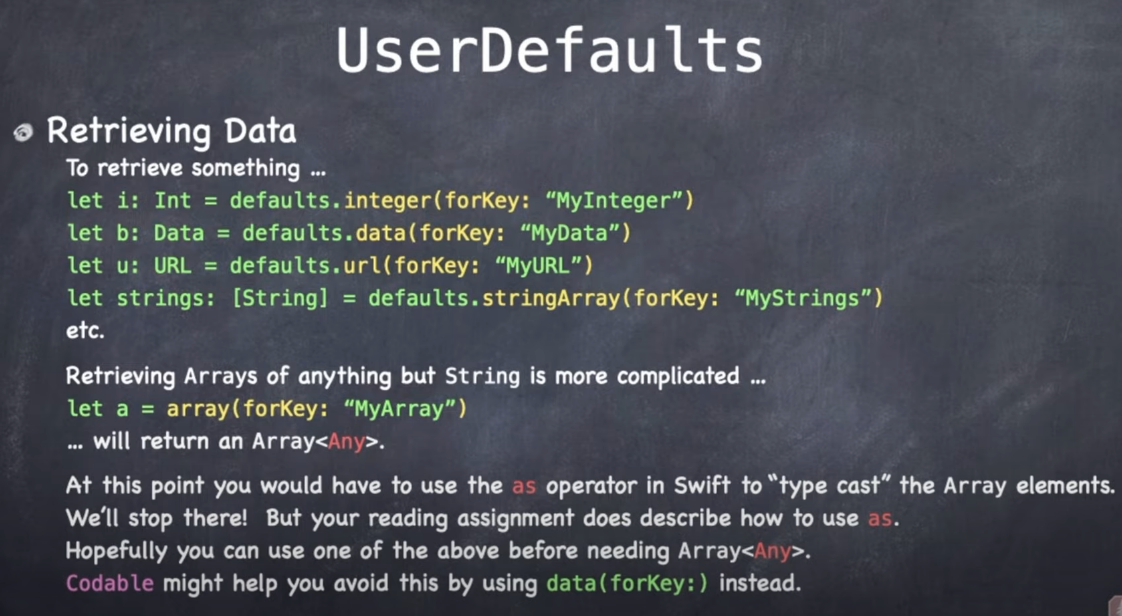 UserDefaults
Retrieving Data
To retrieve something …
let i: Int = defaults.integer(forKey: “MyInteger”)
let b: Data = defaults.data(forKey: “MyData”)
let u: URL = defaults.url(forKey: “MyURL”)
let strings: [String] = defaults.stringArray(forKey: “MyStrings”)
etc.
Retrieving Arrays of anything but String is more complicated …
let a = array(forKey: “MyArray”)
… will return an Array<Any>.
At this point you would have to use the as operator in Swift to “type cast” the Array elements.
We’ll stop there! But your reading assignment does describe how to use as.
Hopefully you can use one of the above before needing Array<Any>.
Codable might help you avoid this by using data(forKey:) instead.